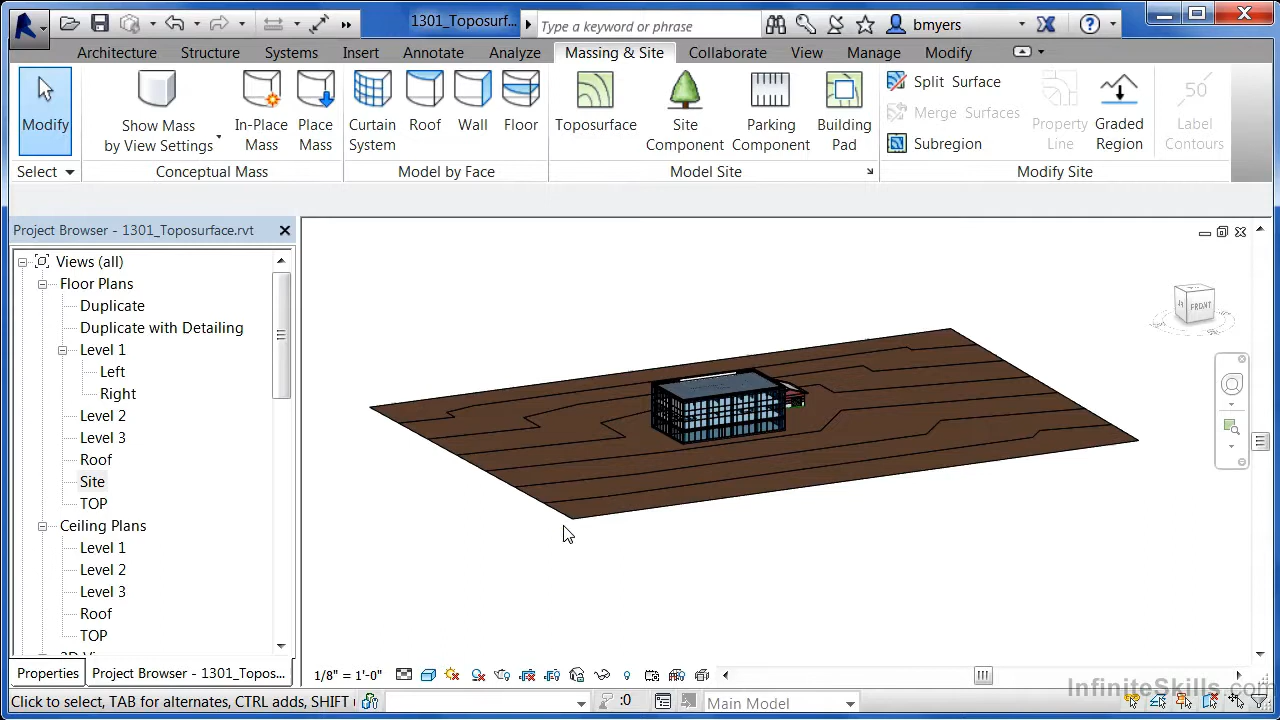 1301_Toposurf...
Type a keyword or phrase
bmyers
Architecture Structure Systems Insert Annotate Analyze Massing & Site Collaborate View Manage Modify
Modify
Show Mass
by View Settings
In-Place
Mass
Place
Mass
Curtain
System
Roof
Wall
Floor
Toposurface
Site
Component
Parking
Component
Building
Pad
Split Surface
Merge Surfaces
Subregion
Property
Line
Graded
Region
50
Label
Contours
Select
Conceptual Mass
Model by Face
Model Site
Modify Site
Project Browser - 1301_Toposurface.rvt
Views (all)
Floor Plans
Duplicate
Duplicate with Detailing
Level 1
Left
Right
Level 2
Level 3
Roof
Site
TOP
Ceiling Plans
Level 1
Level 2
Level 3
Roof
TOP
FRONT
Properties
Project Browser - 1301_Topos...
1/8" = 1'-0"
Click to select, TAB for alternates, CTRL adds, SHIFT
:0
Main Model
InfiniteSkills.com